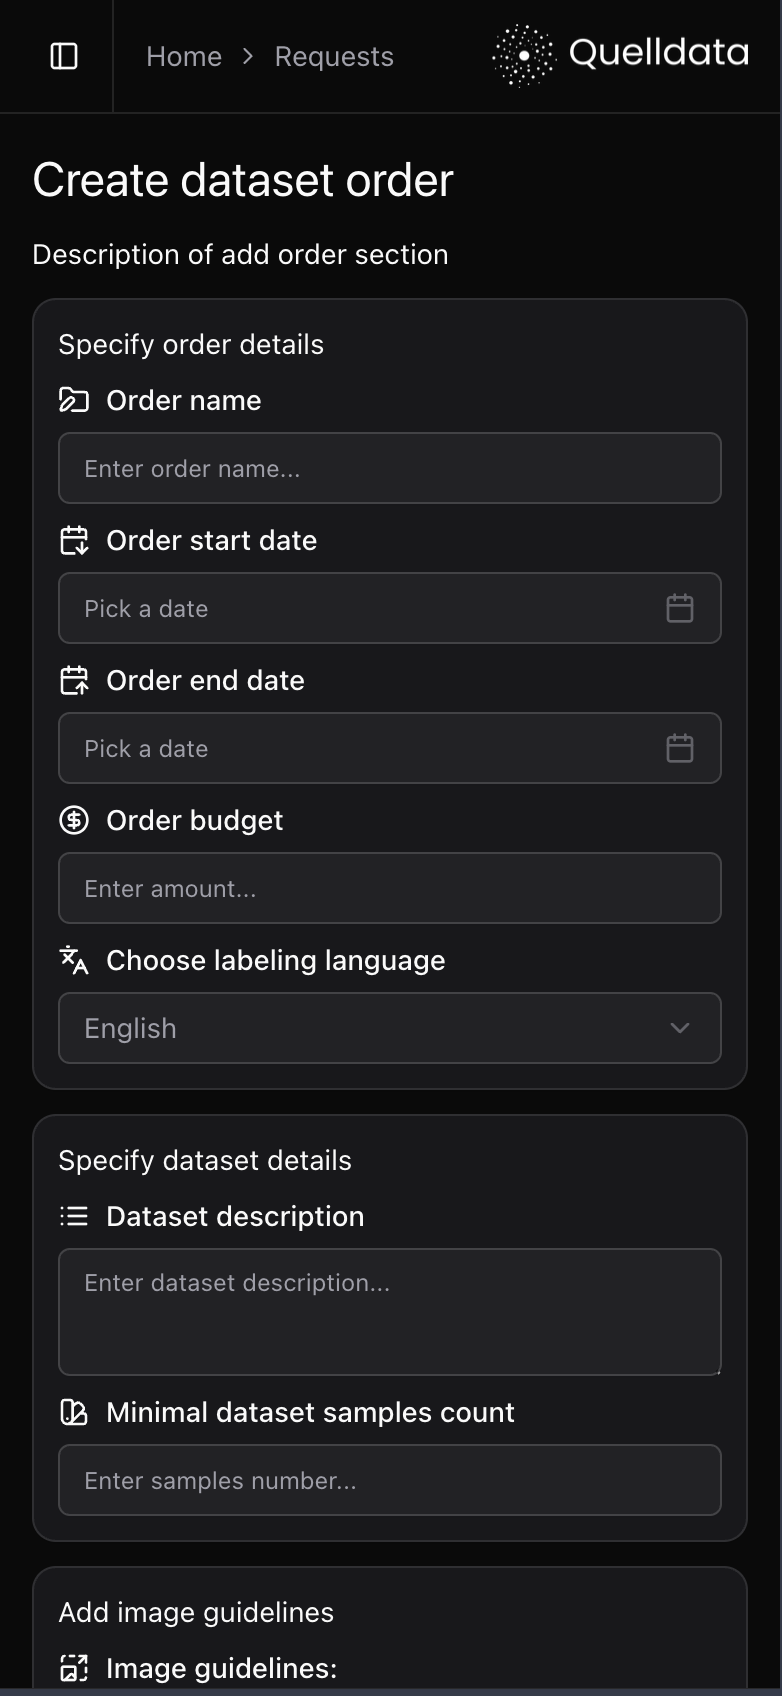 Home > Requests
Quelldata
Create dataset order
Description of add order section
Specify order details
Order name
Enter order name...
Order start date
Pick a date
Order end date
Pick a date
Order budget
Enter amount...
Choose labeling language
English
Specify dataset details
Dataset description
Enter dataset description...
Minimal dataset samples count
Enter samples number...
Add image guidelines
Image guidelines: